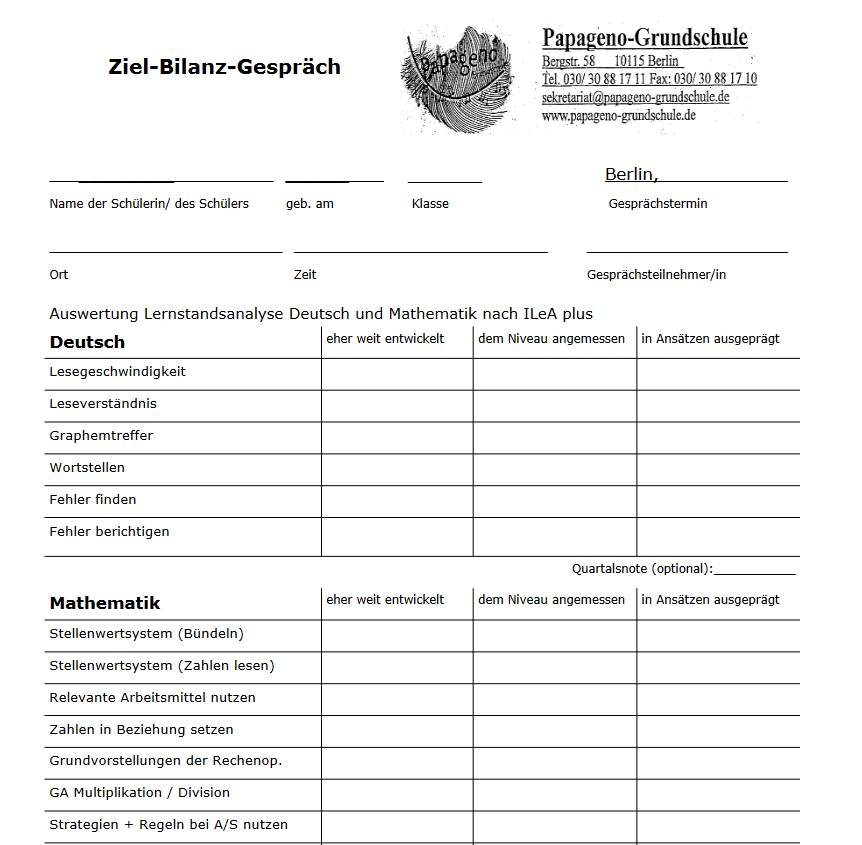 Ziel-Bilanz-Gespräch
Papageno
Papageno-Grundschule
Bergstr. 58 10115 Berlin
Tel. 030/ 30 88 17 11 Fax: 030/ 30 88 17 10
sekretariat@papageno-grundschule.de
www.papageno-grundschule.de
Berlin,
Name der Schülerin/ des Schülers geb. am Klasse Gesprächstermin
Ort Zeit Gesprächsteilnehmer/in
Auswertung Lernstandsanalyse Deutsch und Mathematik nach ILeA plus
Deutsch eher weit entwickelt dem Niveau angemessen in Ansätzen ausgeprägt
Lesegeschwindigkeit
Leseverständnis
Graphemtreffer
Wortstellen
Fehler finden
Fehler berichtigen
Quartalsnote (optional):
Mathematik eher weit entwickelt dem Niveau angemessen in Ansätzen ausgeprägt
Stellenwertsystem (Bündeln)
Stellenwertsystem (Zahlen lesen)
Relevante Arbeitsmittel nutzen
Zahlen in Beziehung setzen
Grundvorstellungen der Rechenop.
GA Multiplikation / Division
Strategien + Regeln bei A/S nutzen